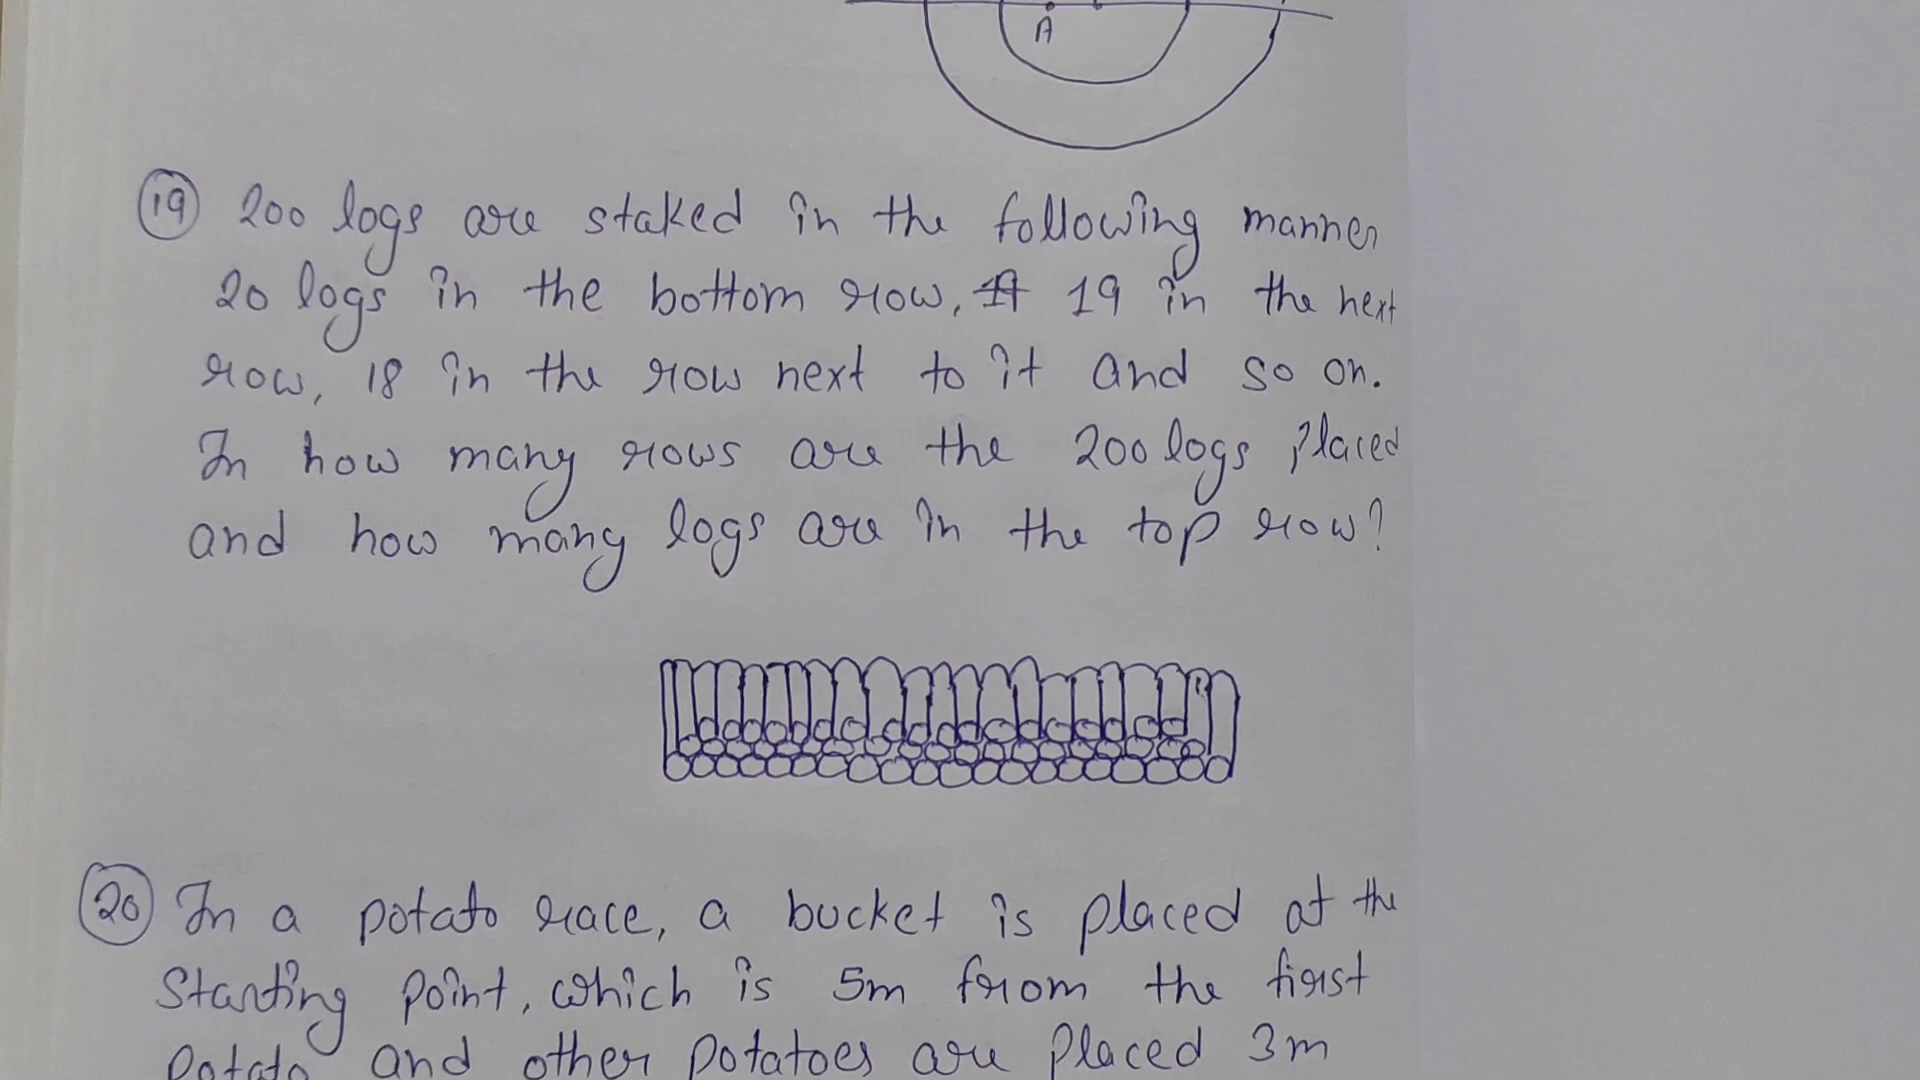 A
19 200 logs are staked in the following manner
20 logs in the bottom row, 19 in the next
row, 18 in the row next to it and so on.
In how many rows are the 200 logs placed
and how many logs are in the top row?
20 In a potato race, a bucket is placed at the
Starting point, which is 5m from the first
Potato and other potatoes are placed 3m